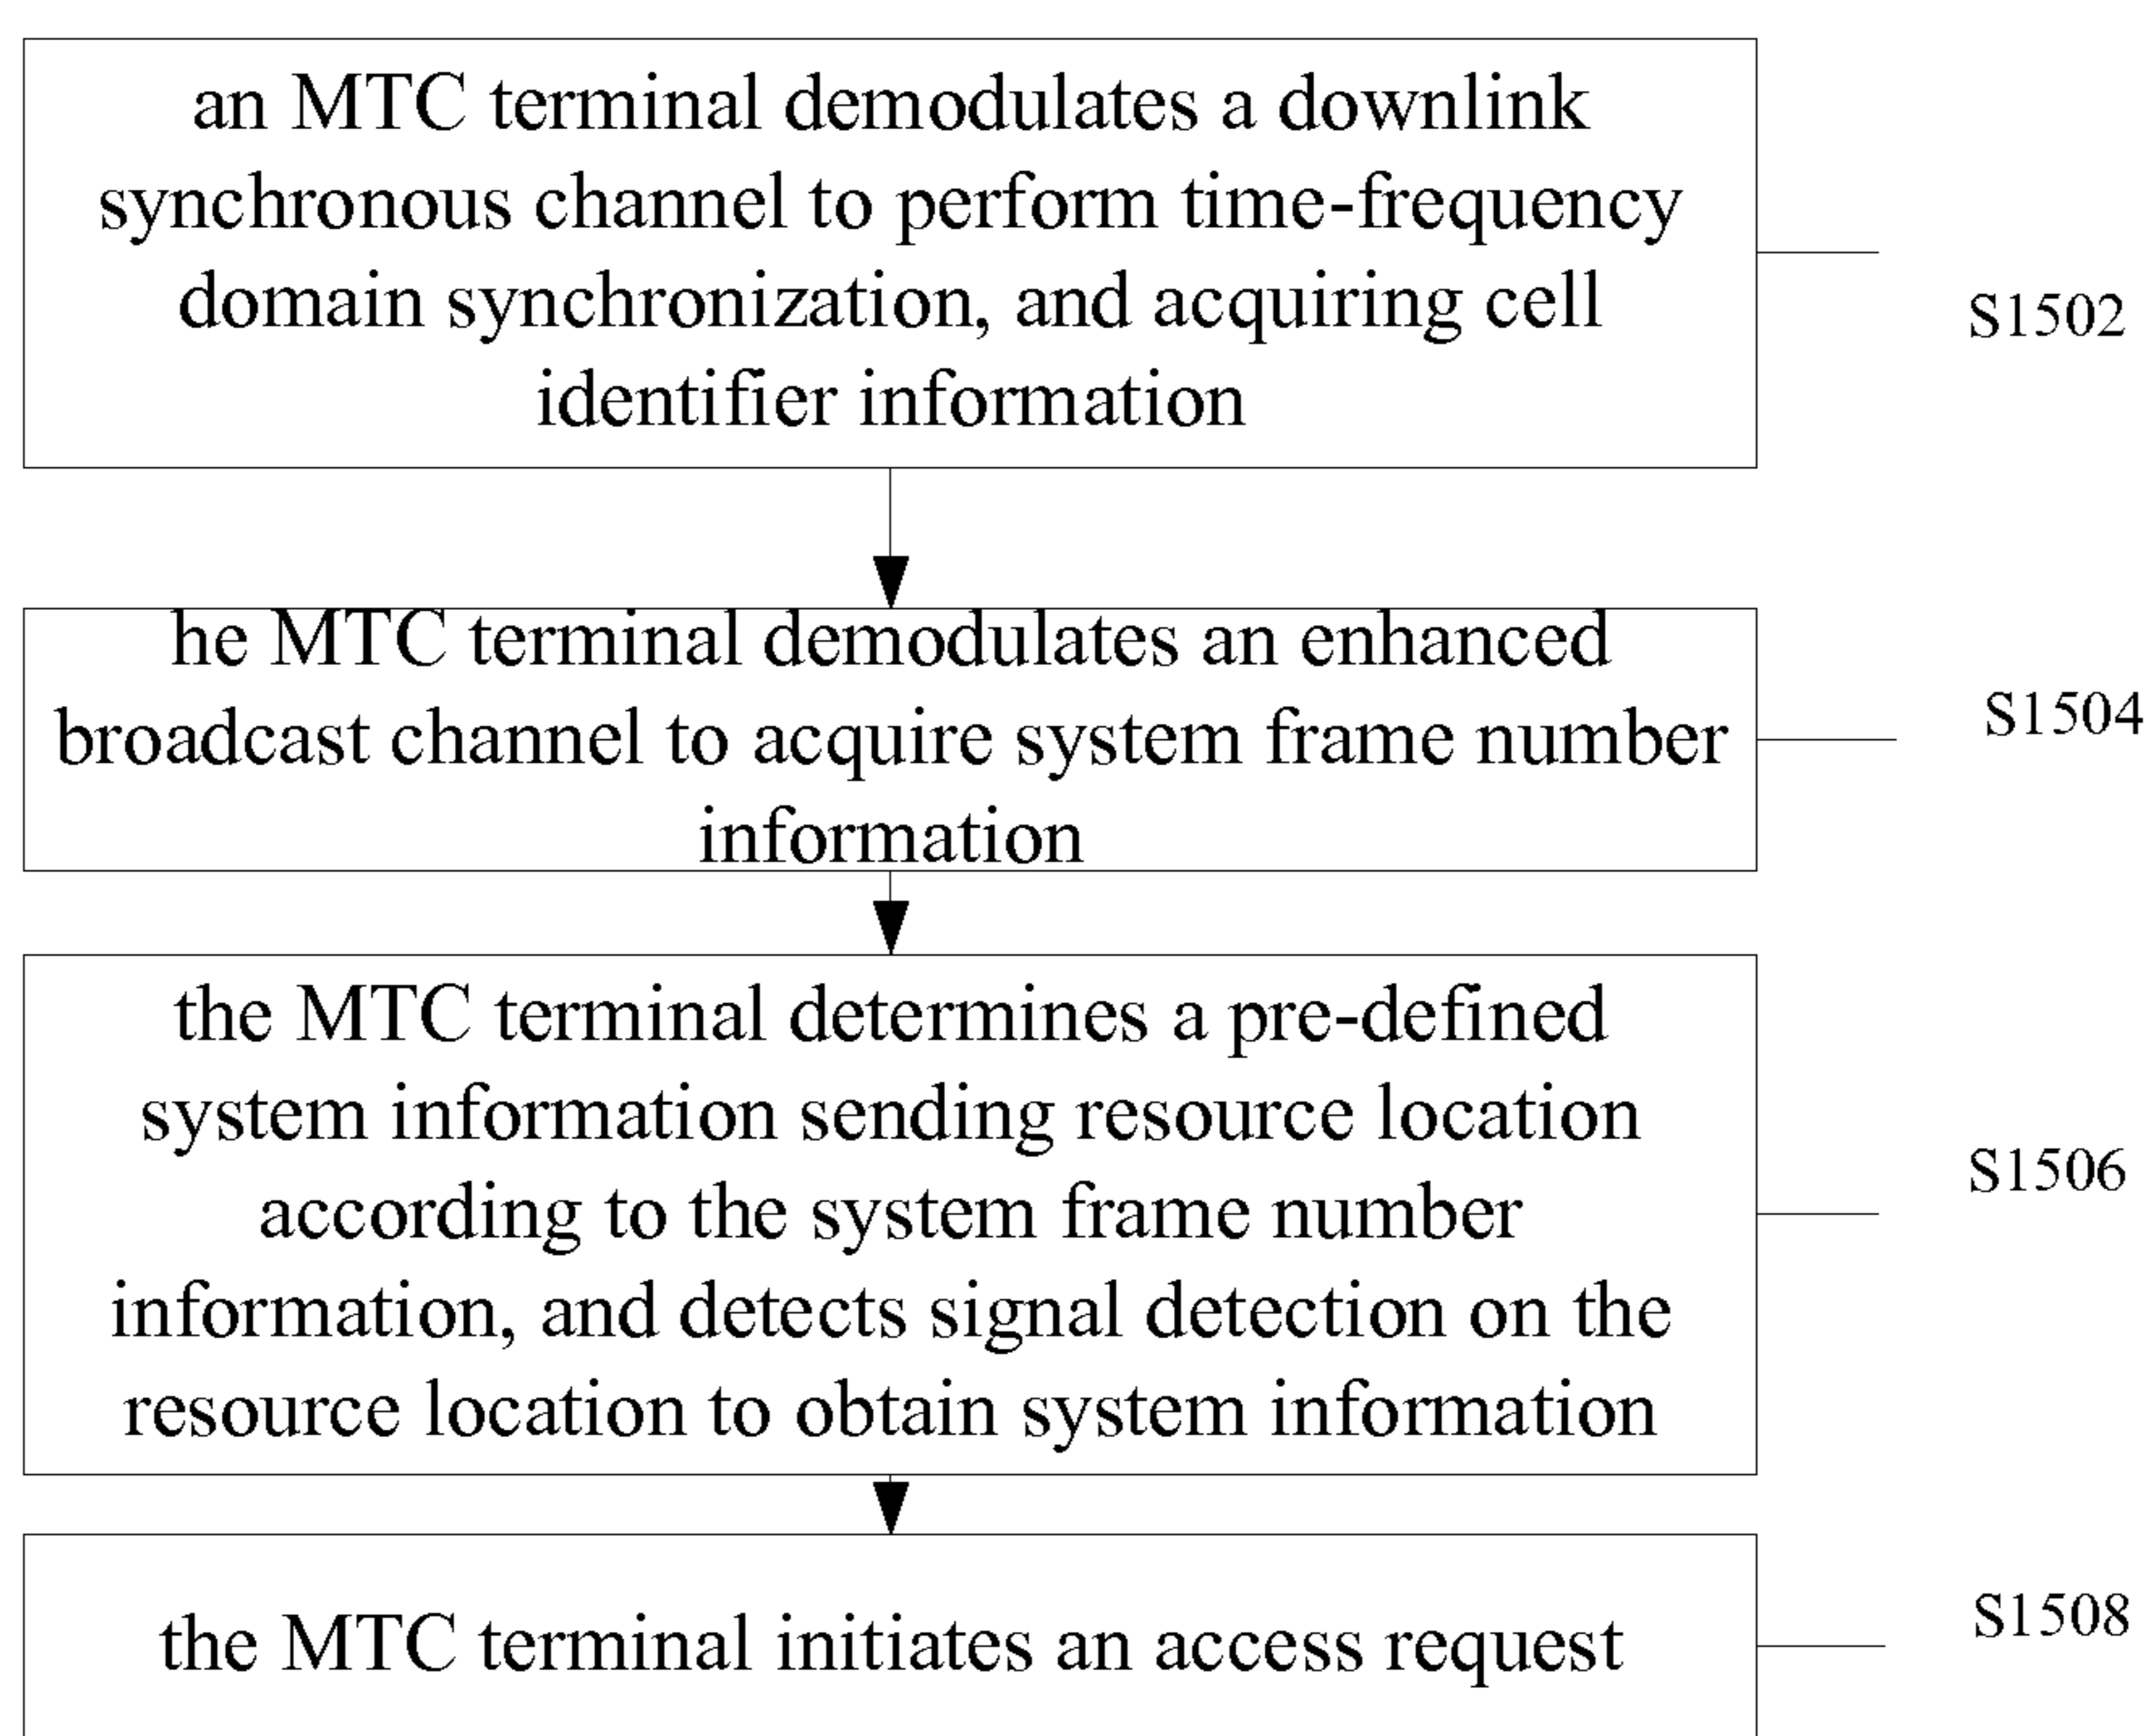 an MTC terminal demodulates a downlink
synchronous channel to perform time-frequency
domain synchronization, and acquiring cell
identifier information
S1502
he MTC terminal demodulates an enhanced
broadcast channel to acquire system frame number
information
S1504
the MTC terminal determines a pre-defined
system information sending resource location
according to the system frame number
information, and detects signal detection on the
resource location to obtain system information
S1506
the MTC terminal initiates an access request
S1508